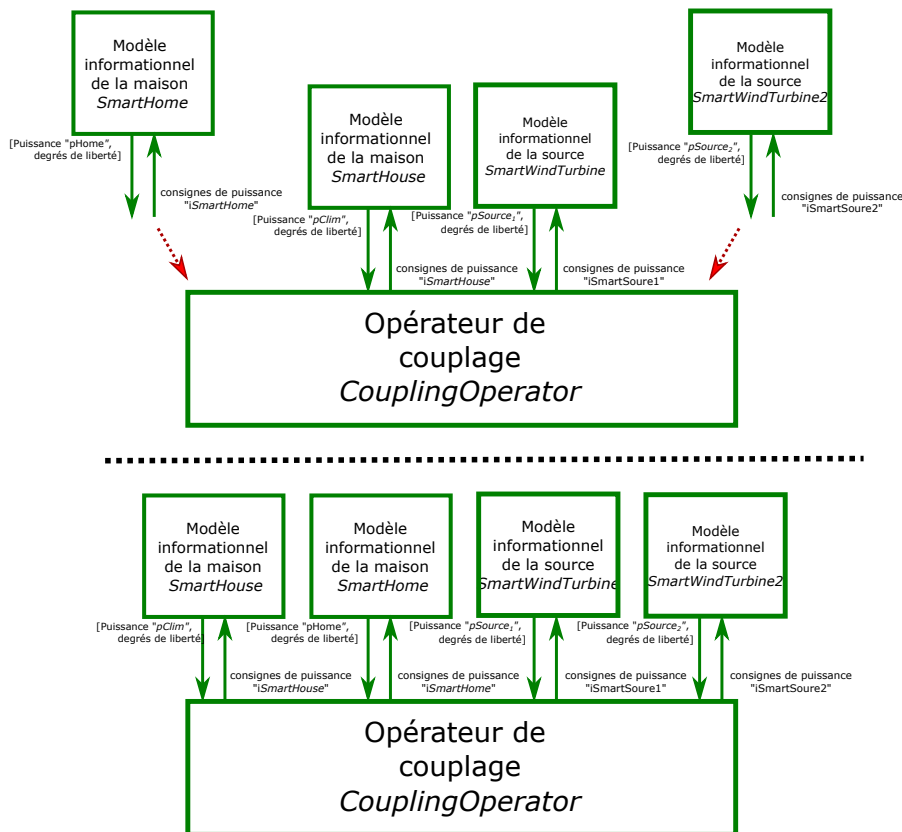 Modèle
informationnel
de la maison
SmartHome
[Puissance "pHome",
degrés de liberté]
consignes de puissance
"iSmartHome"
Modèle
informationnel
de la maison
SmartHouse
[Puissance "pClim",
degrés de liberté]
consignes de puissance
"iSmartHouse"
Modèle
informationnel
de la source
SmartWindTurbine
[Puissance "pSource₁",
degrés de liberté]
consignes de puissance
"iSmartSoure1"
Modèle
informationnel
de la source
SmartWindTurbine2
[Puissance "pSource₂",
degrés de liberté]
consignes de puissance
"iSmartSoure2"
Opérateur de
couplage
CouplingOperator
Modèle
informationnel
de la maison
SmartHouse
[Puissance "pClim",
degrés de liberté]
consignes de puissance
"iSmartHouse"
Modèle
informationnel
de la maison
SmartHome
[Puissance "pHome",
degrés de liberté]
consignes de puissance
"iSmartHome"
Modèle
informationnel
de la source
SmartWindTurbine
[Puissance "pSource₁",
degrés de liberté]
consignes de puissance
"iSmartSoure1"
Modèle
informationnel
de la source
SmartWindTurbine2
[Puissance "pSource₂",
degrés de liberté]
consignes de puissance
"iSmartSoure2"
Opérateur de
couplage
CouplingOperator